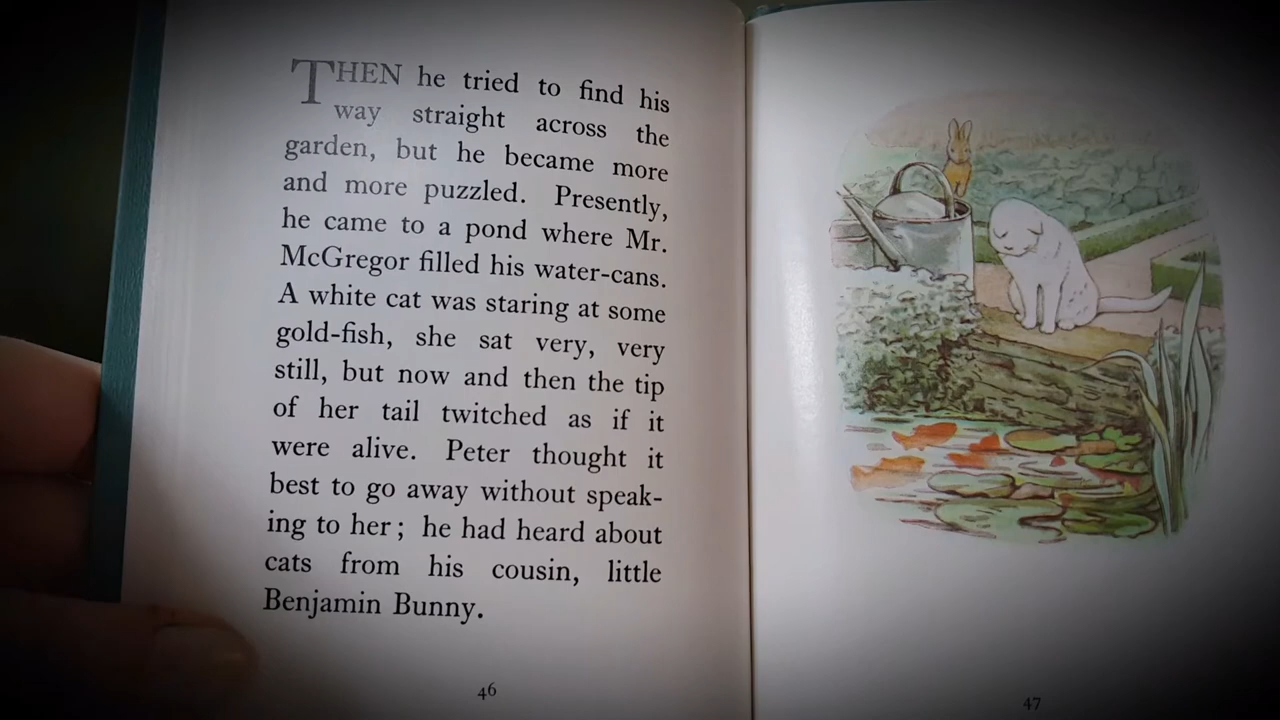 THEN he tried to find his
way straight across the
garden, but he became more
and more puzzled. Presently,
he came to a pond where Mr.
McGregor filled his water-cans.
A white cat was staring at some
gold-fish, she sat very, very
still, but now and then the tip
of her tail twitched as if it
were alive. Peter thought it
best to go away without speak-
ing to her; he had heard about
cats from his cousin, little
Benjamin Bunny.
46
47